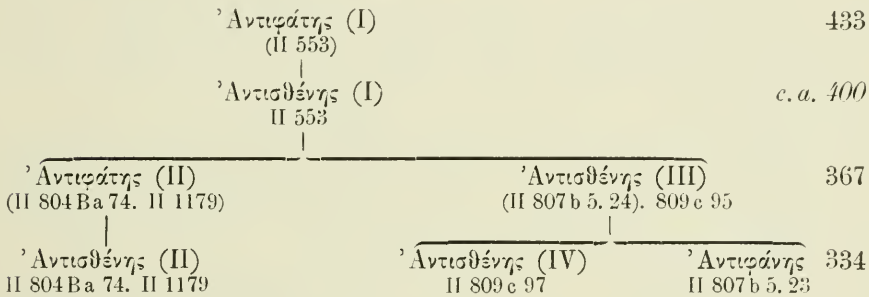 Ἀντιφάτης (I) 433
(II 553)
Ἀντισθένης (I) c. a. 400
II 553
Ἀντιφάτης (II) Ἀντισθένης (III) 367
(II 804 B a 74. II 1179) (II 807 b 5. 24). 809 c 95
Ἀντισθένης (II) Ἀντισθένης (IV) Ἀντιφάνης 334
II 804 B a 74. II 1179 II 809 c 97 II 807 b 5. 23